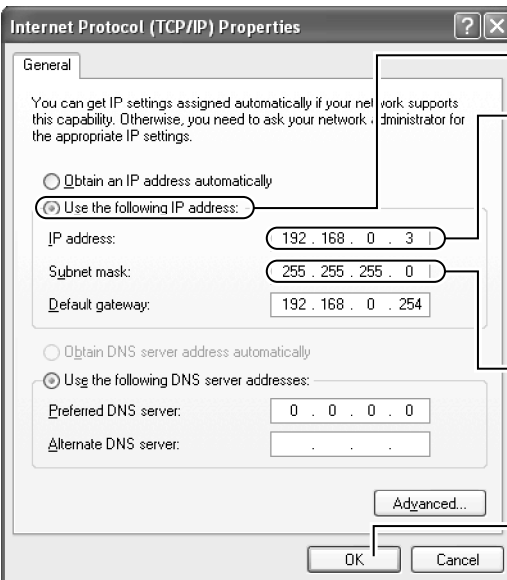 Internet Protocol (TCP/IP) Properties
General
You can get IP settings assigned automatically if your network supports
this capability. Otherwise, you need to ask your network administrator for
the appropriate IP settings.
Obtain an IP address automatically
Use the following IP address:
IP address: 192 . 168 . 0 . 3
Subnet mask: 255 . 255 . 255 . 0
Default gateway: 192 . 168 . 0 . 254
Obtain DNS server address automatically
Use the following DNS server addresses:
Preferred DNS server: 0 . 0 . 0 . 0
Alternate DNS server: . . .
Advanced...
OK Cancel